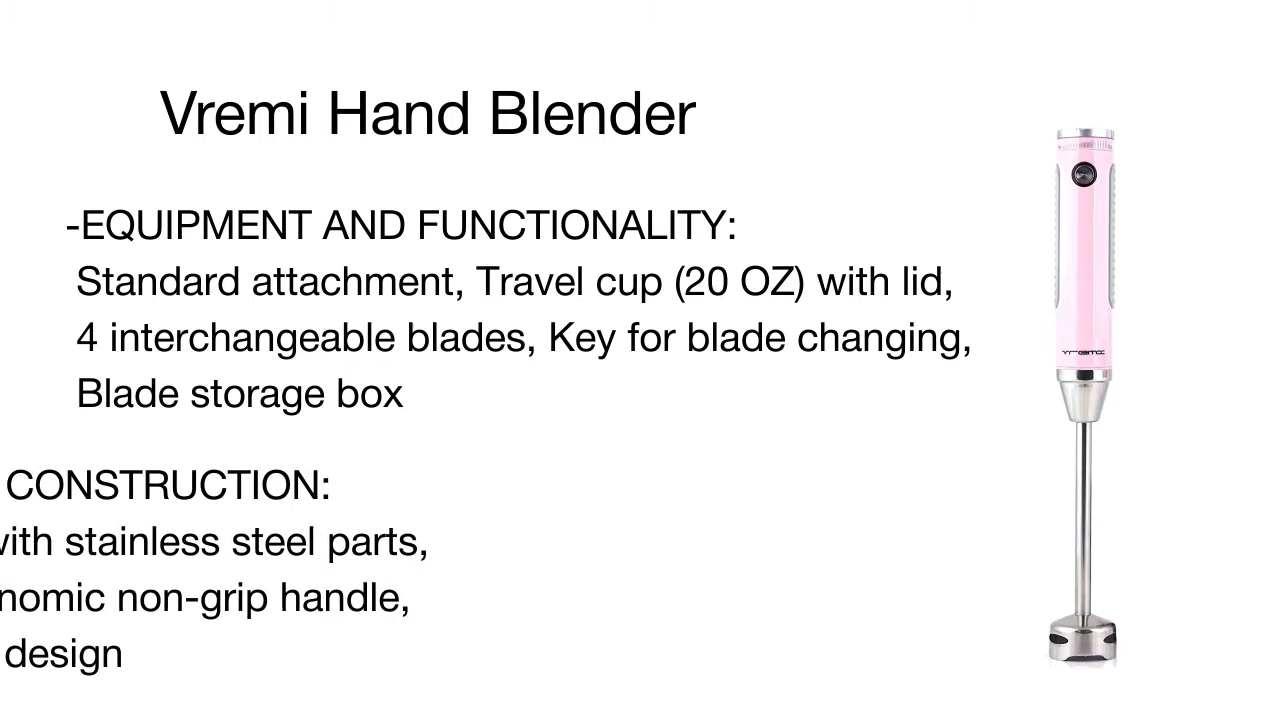 Vremi Hand Blender
-EQUIPMENT AND FUNCTIONALITY:
Standard attachment, Travel cup (20 OZ) with lid,
4 interchangeable blades, Key for blade changing,
Blade storage box
CONSTRUCTION:
with stainless steel parts,
nomic non-grip handle,
design
vremi